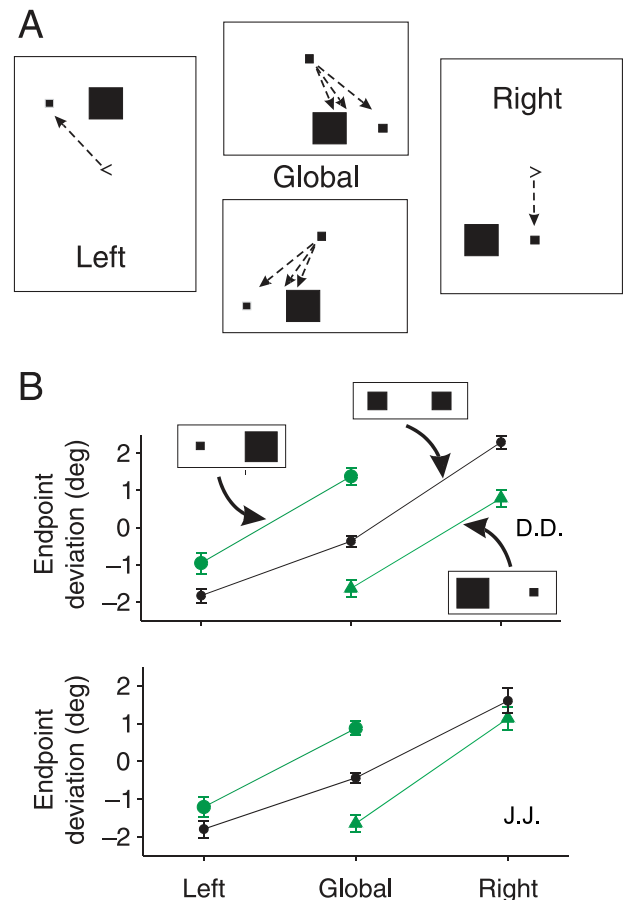 A
Left
<
Global
Right
>
B
Endpoint
deviation (deg)
2
1
0
−1
−2
D.D.
Endpoint
deviation (deg)
2
1
0
−1
−2
J.J.
Left Global Right